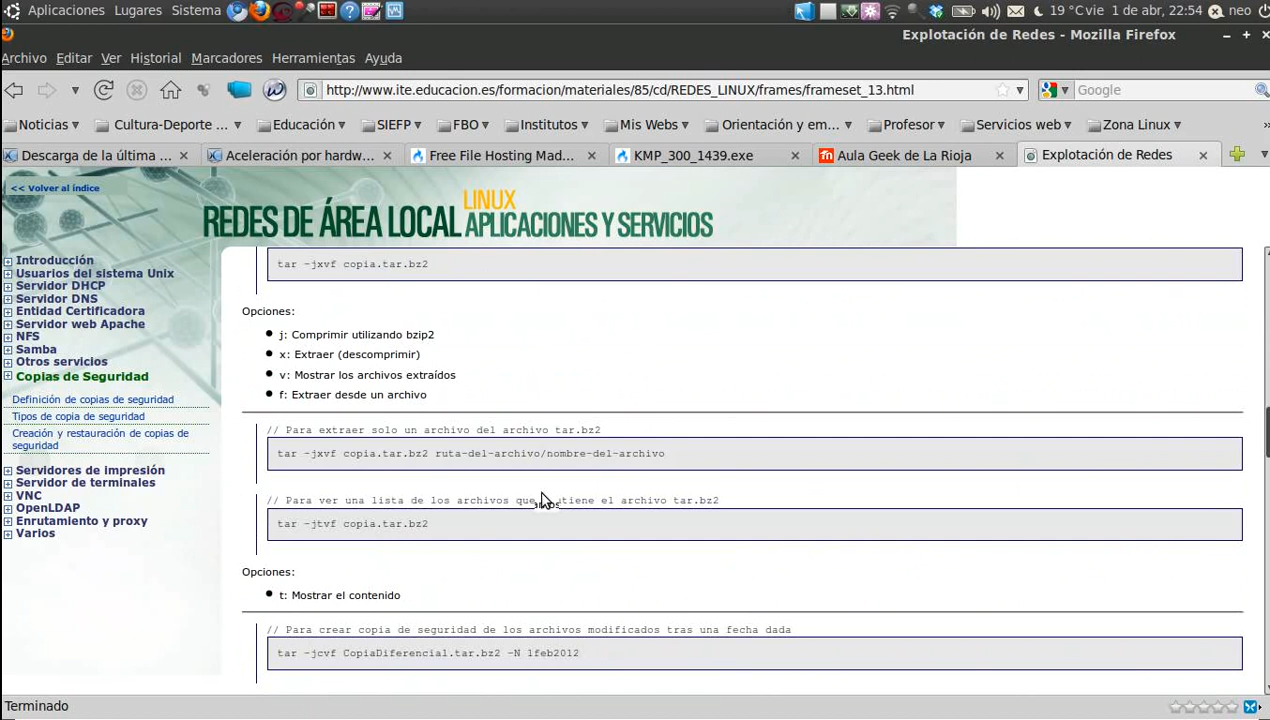 Aplicaciones Lugares Sistema
19 °C vie 1 de abr, 22:54 neo
Explotación de Redes - Mozilla Firefox
Archivo Editar Ver Historial Marcadores Herramientas Ayuda
http://www.ite.educacion.es/formacion/materiales/85/cd/REDES_LINUX/frames/frameset_13.html
Google
Noticias Cultura-Deporte ... Educación SIEFP FBO Institutos Mis Webs Orientación y em... Profesor Servicios web Zona Linux
Descarga de la última ... Aceleración por hardw... Free File Hosting Mad... KMP_300_1439.exe Aula Geek de La Rioja Explotación de Redes
<< Volver al índice
LINUX
REDES DE ÁREA LOCAL APLICACIONES Y SERVICIOS
Introducción
Usuarios del sistema Unix
Servidor DHCP
Servidor DNS
Entidad Certificadora
Servidor web Apache
NFS
Samba
Otros servicios
Copias de Seguridad
Definición de copias de seguridad
Tipos de copia de seguridad
Creación y restauración de copias de
seguridad
Servidores de impresión
Servidor de terminales
VNC
OpenLDAP
Enrutamiento y proxy
Varios
tar -jxvf copia.tar.bz2
Opciones:
j: Comprimir utilizando bzip2
x: Extraer (descomprimir)
v: Mostrar los archivos extraídos
f: Extraer desde un archivo
// Para extraer solo un archivo del archivo tar.bz2
tar -jxvf copia.tar.bz2 ruta-del-archivo/nombre-del-archivo
// Para ver una lista de los archivos que tiene el archivo tar.bz2
tar -jtvf copia.tar.bz2
Opciones:
t: Mostrar el contenido
// Para crear copia de seguridad de los archivos modificados tras una fecha dada
tar -jcvf CopiaDiferencial.tar.bz2 -N 1feb2012
Terminado